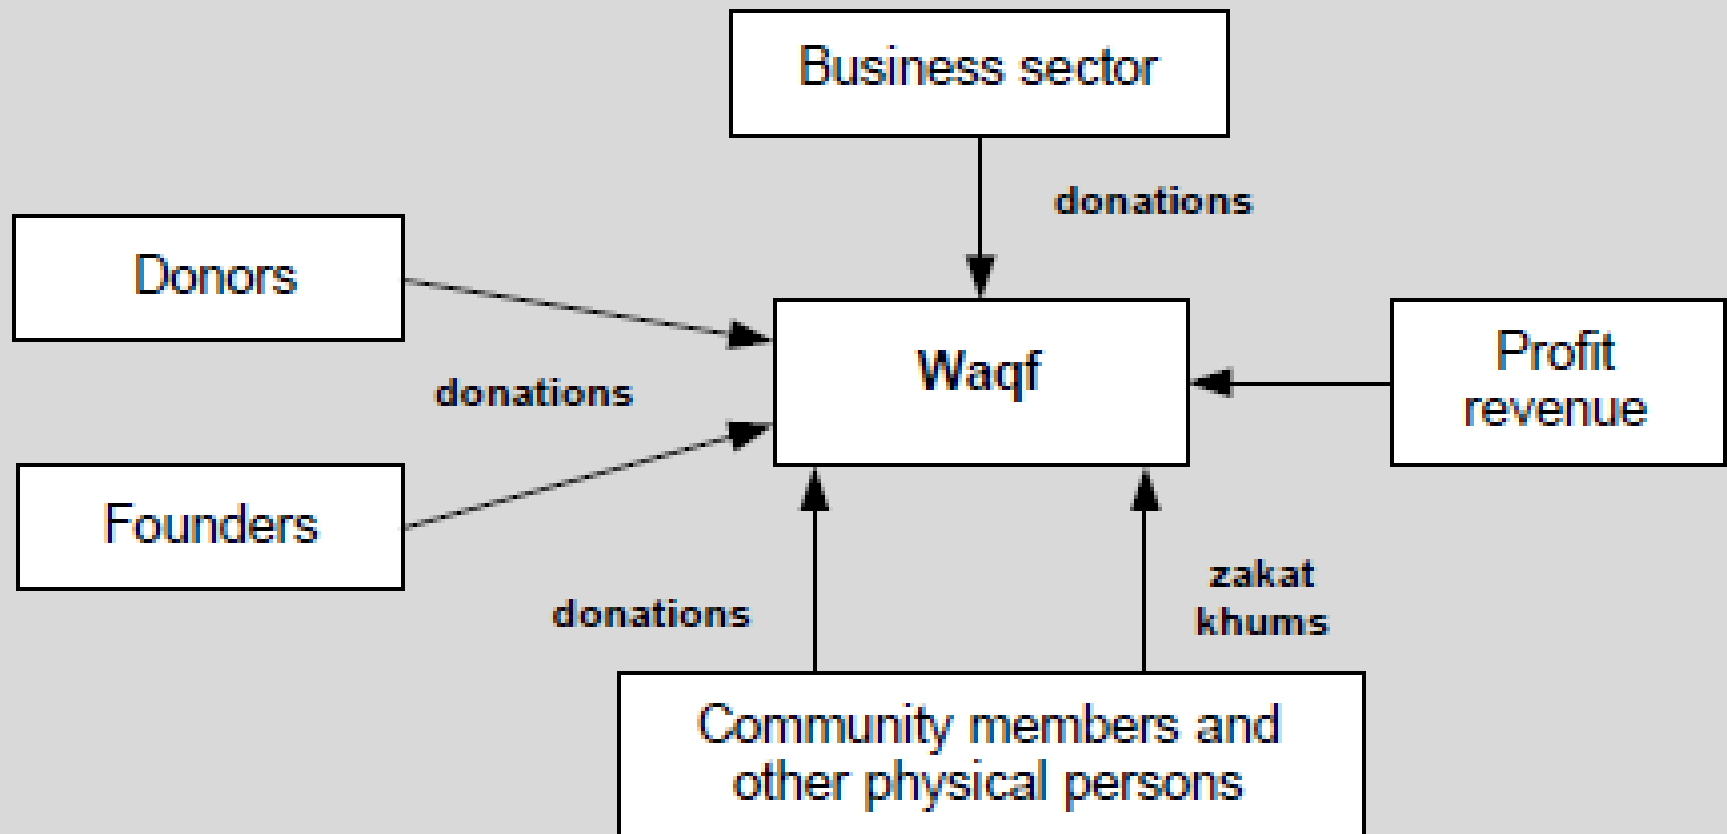 Business sector
donations
Donors
Waqf
Profit
revenue
donations
Founders
zakat
khums
donations
Community members and
other physical persons